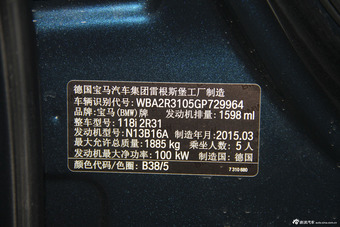 德国宝马汽车集团雷根斯堡工厂制造
车辆识别代号: WBA2R3105GP729964
品牌: 宝马(BMW)牌 发动机排量: 1598 ml
整车型号: 118i 2R31
发动机型号: N13B16A 制造年月: 2015.03
最大允许总质量: 1885 kg 乘坐人数: 5 人
发动机最大净功率: 100 kW 制造国: 德国
颜色代码/色圈: B38/5 7 310 680